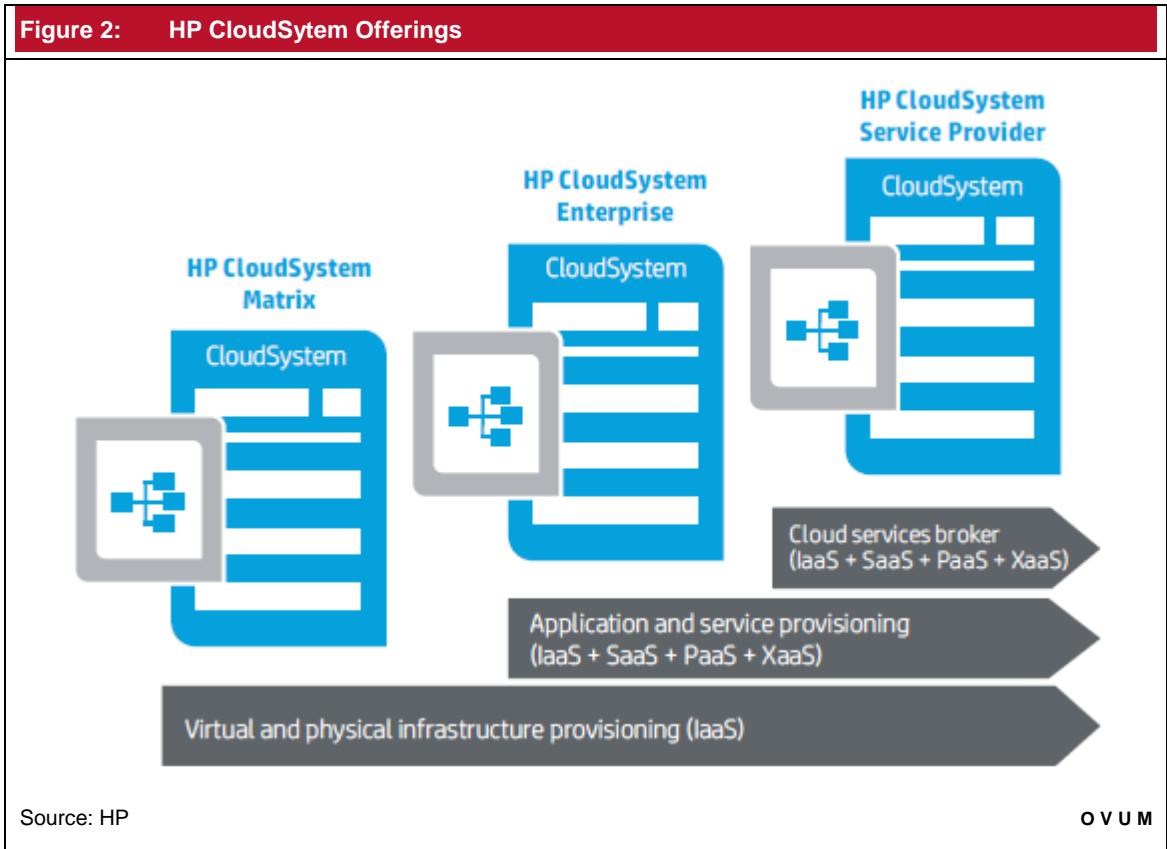 Figure 2: HP CloudSytem Offerings
HP CloudSystem
Service Provider
CloudSystem
HP CloudSystem
Enterprise
CloudSystem
HP CloudSystem
Matrix
CloudSystem
Cloud services broker
(IaaS + SaaS + PaaS + XaaS)
Application and service provisioning
(IaaS + SaaS + PaaS + XaaS)
Virtual and physical infrastructure provisioning (IaaS)
Source: HP
OVUM